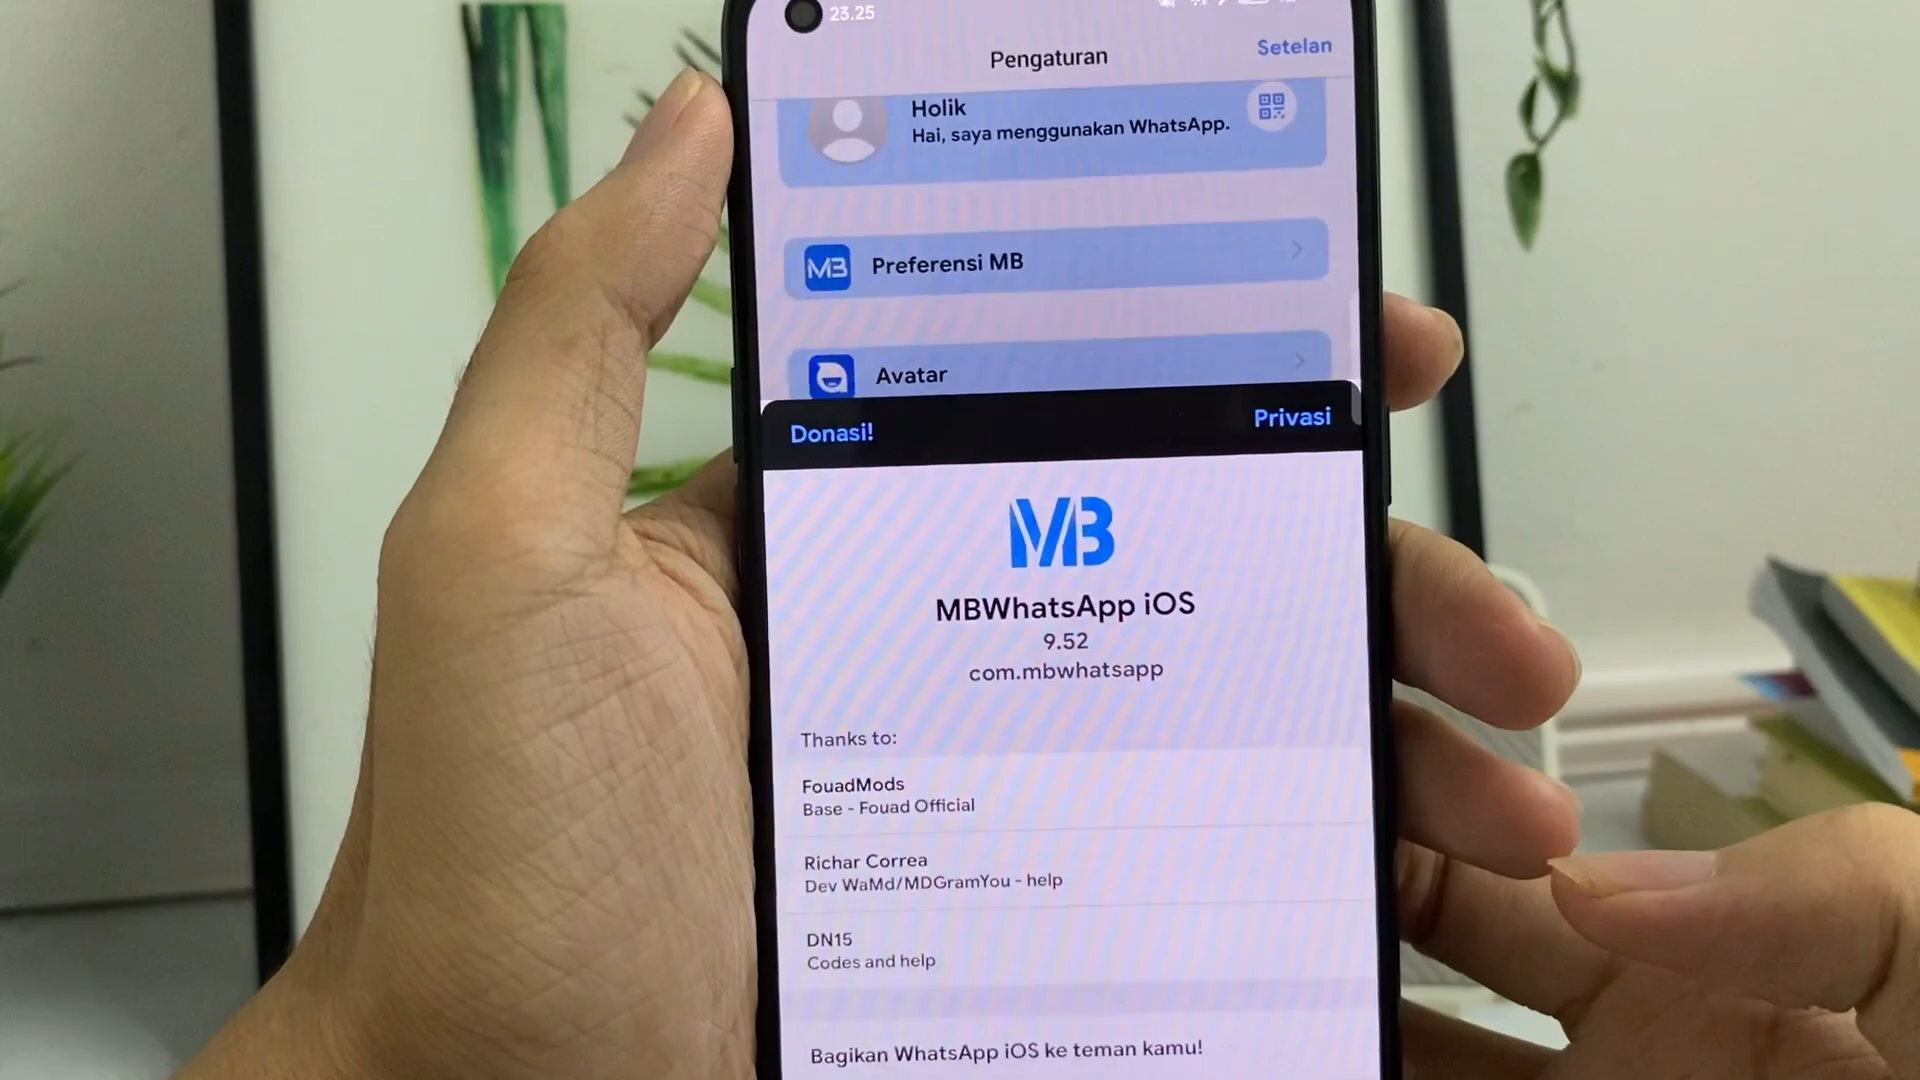 23.25
Pengaturan
Setelan
Holik
Hai, saya menggunakan WhatsApp.
MB
Preferensi MB
Avatar
Donasi!
Privasi
MB
MBWhatsApp iOS
9.52
com.mbwhatsapp
Thanks to:
FouadMods
Base - Fouad Official
Richar Correa
Dev WaMd/MDGramYou - help
DN15
Codes and help
Bagikan WhatsApp iOS ke teman kamu!